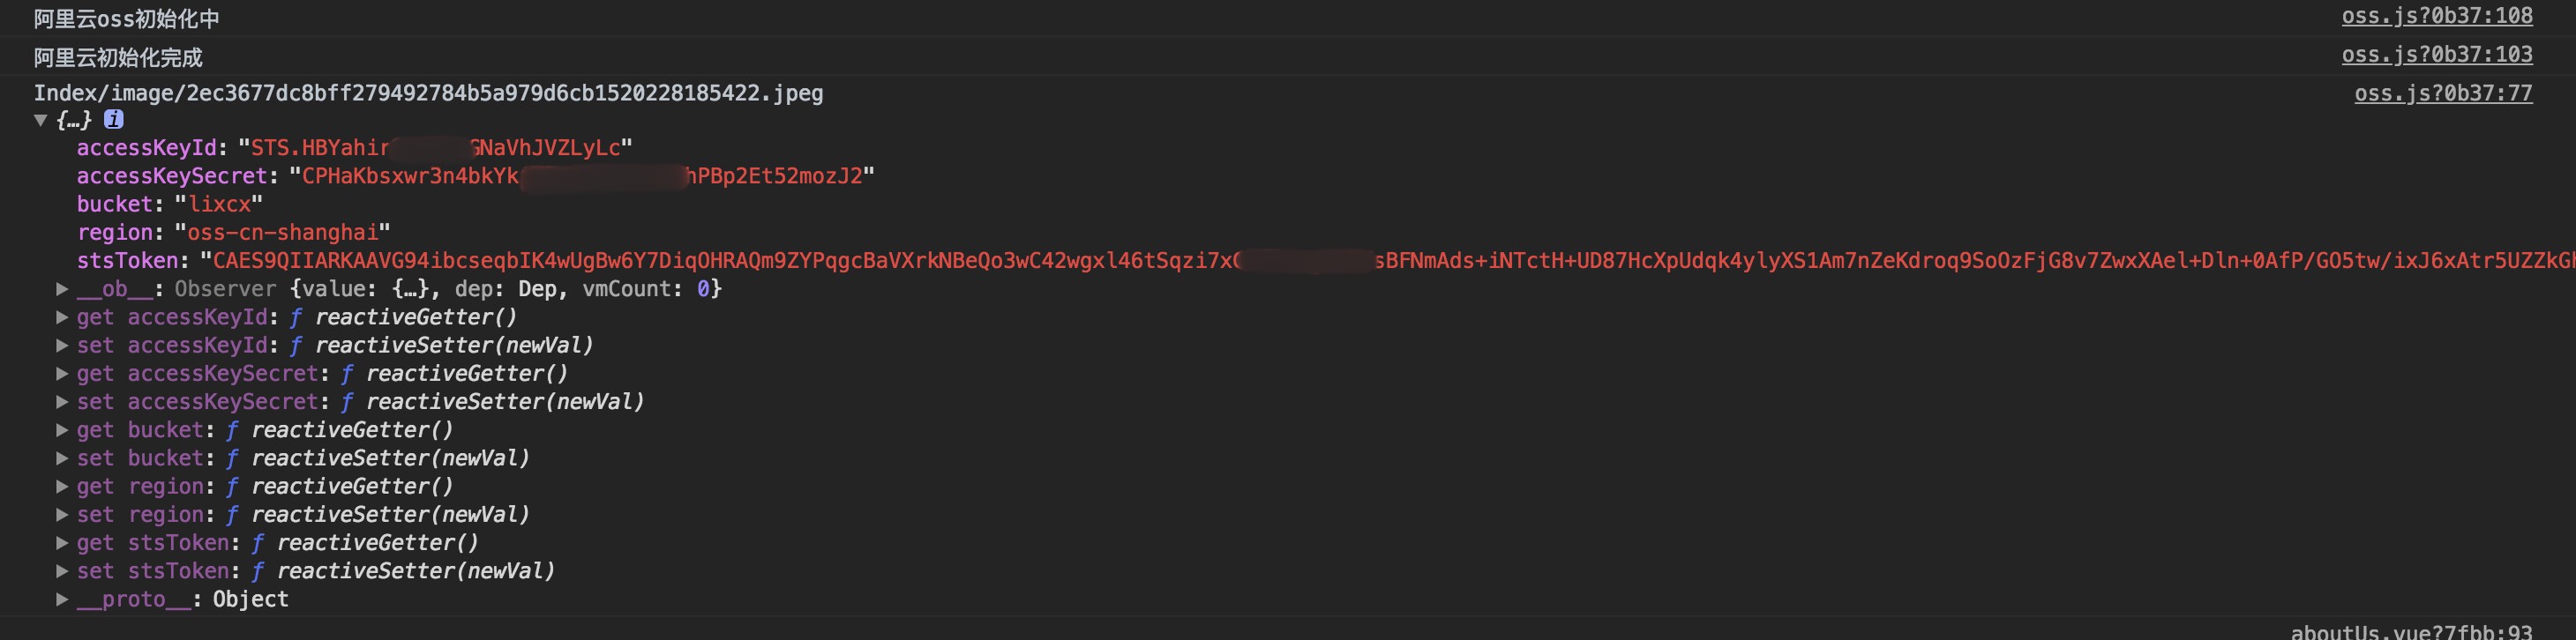 阿里云oss初始化中 oss.js?0b37:108
阿里云初始化完成 oss.js?0b37:103
Index/image/2ec3677dc8bff279492784b5a979d6cb1520228185422.jpeg oss.js?0b37:77
▼ {…} i
accessKeyId: "STS.HBYahir GNaVhJVZLyLc"
accessKeySecret: "CPHaKbsxwr3n4bkYk hPBp2Et52mozJ2"
bucket: "lixcx"
region: "oss-cn-shanghai"
stsToken: "CAES9QIIARKAAVG94ibcseqbIK4wUgBw6Y7DiqOHRAQm9ZYPqgcBaVXrkNBeQo3wC42wgxl46tSqzi7x sBFNmAds+iNTctH+UD87HcXpUdqk4ylyXS1Am7nZeKdroq9SoOzFjG8v7ZwxXAel+Dln+0AfP/GO5tw/ixJ6xAtr5UZZkG
▶ __ob__: Observer {value: {…}, dep: Dep, vmCount: 0}
▶ get accessKeyId: ƒ reactiveGetter()
▶ set accessKeyId: ƒ reactiveSetter(newVal)
▶ get accessKeySecret: ƒ reactiveGetter()
▶ set accessKeySecret: ƒ reactiveSetter(newVal)
▶ get bucket: ƒ reactiveGetter()
▶ set bucket: ƒ reactiveSetter(newVal)
▶ get region: ƒ reactiveGetter()
▶ set region: ƒ reactiveSetter(newVal)
▶ get stsToken: ƒ reactiveGetter()
▶ set stsToken: ƒ reactiveSetter(newVal)
▶ __proto__: Object
aboutUs.vue?7fbb:93